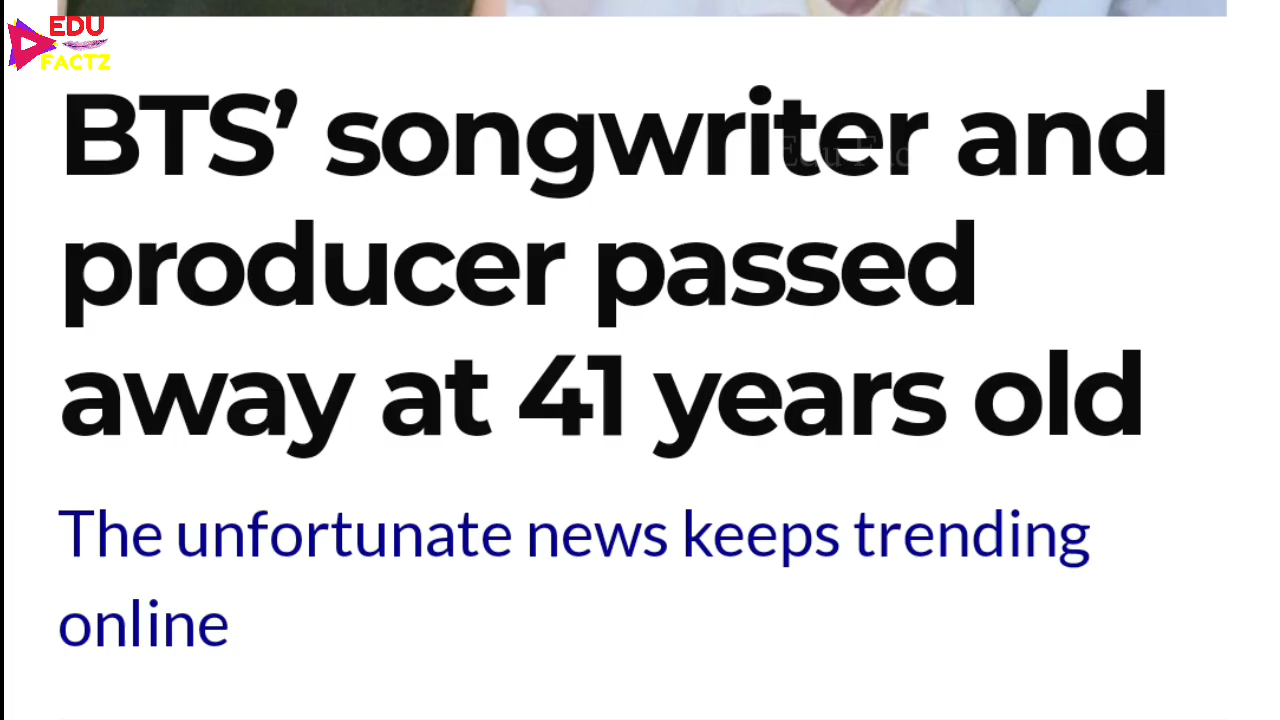 EDU
FACTZ
BTS’ songwriter and
producer passed
away at 41 years old
The unfortunate news keeps trending
online